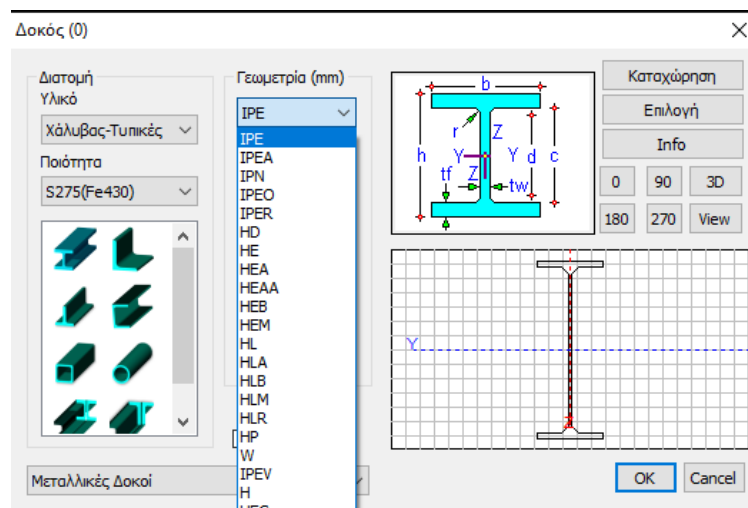 Δοκός (0)
Διατομή
Υλικό
Χάλυβας-Τυπικές
Ποιότητα
S275(Fe430)
Γεωμετρία (mm)
IPE
IPE
IPEA
IPN
IPEO
IPER
HD
HE
HEA
HEAA
HEB
HEM
HL
HLA
HLB
HLM
HLR
HP
W
IPEV
H
b
r
Z
h
Y
Y
d
c
tf
Z
tw
Καταχώρηση
Επιλογή
Info
0
90
3D
180
270
View
Y
Μεταλλικές Δοκοί
OK
Cancel